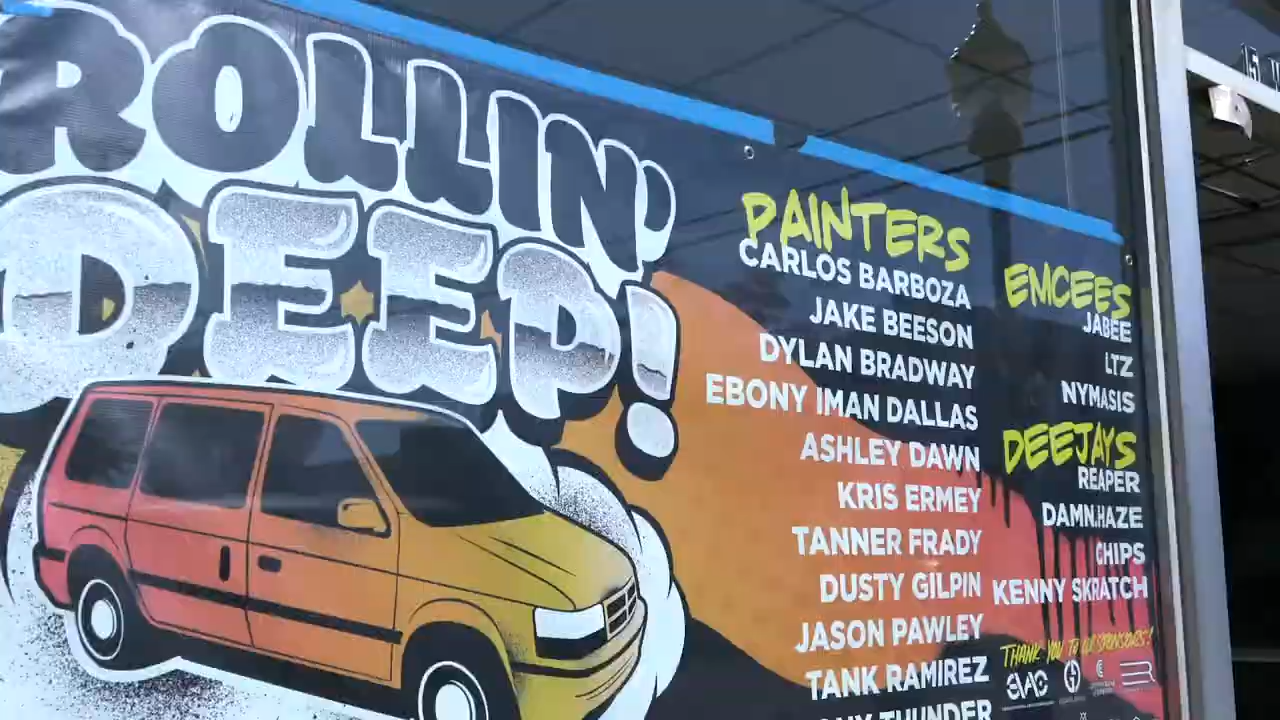 ROLLIN'
DEEP!
PAINTERS
CARLOS BARBOZA
JAKE BEESON
DYLAN BRADWAY
EBONY IMAN DALLAS
ASHLEY DAWN
KRIS ERMEY
TANNER FRADY
DUSTY GILPIN
JASON PAWLEY
TANK RAMIREZ
THUNDER
EMCEES
JABEE
LTZ
NYMASIS
DEEJAYS
REAPER
DAMN.HAZE
CHIPS
KENNY SKRATCH
THANK YOU TO OUR SPONSORS!
15